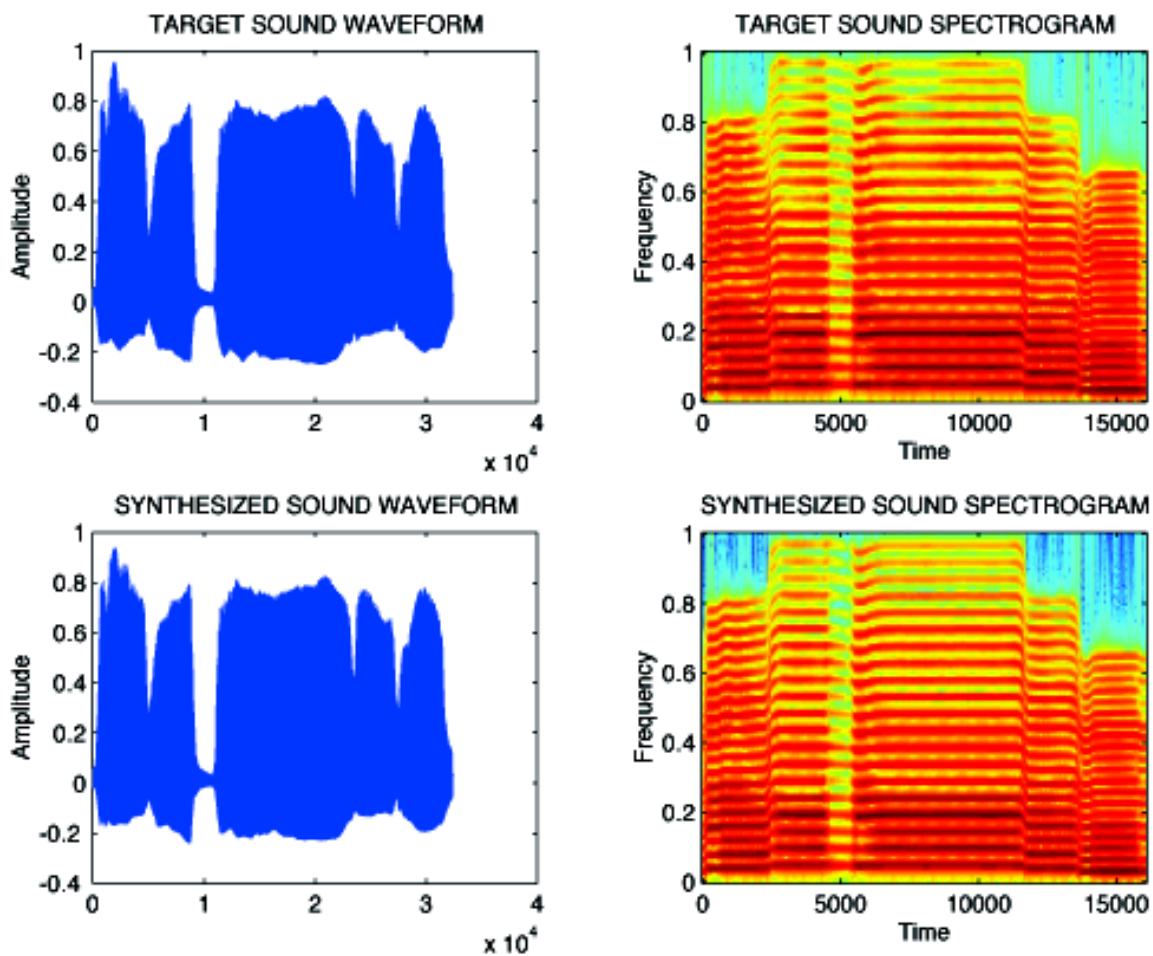 TARGET SOUND WAVEFORM
Amplitude
1
0.8
0.6
0.4
0.2
0
-0.2
-0.4
0 1 2 3 4
x 10^4
TARGET SOUND SPECTROGRAM
Frequency
1
0.8
0.6
0.4
0.2
0
0 5000 10000 15000
Time
SYNTHESIZED SOUND WAVEFORM
Amplitude
1
0.8
0.6
0.4
0.2
0
-0.2
-0.4
0 1 2 3 4
x 10^4
SYNTHESIZED SOUND SPECTROGRAM
Frequency
1
0.8
0.6
0.4
0.2
0
0 5000 10000 15000
Time